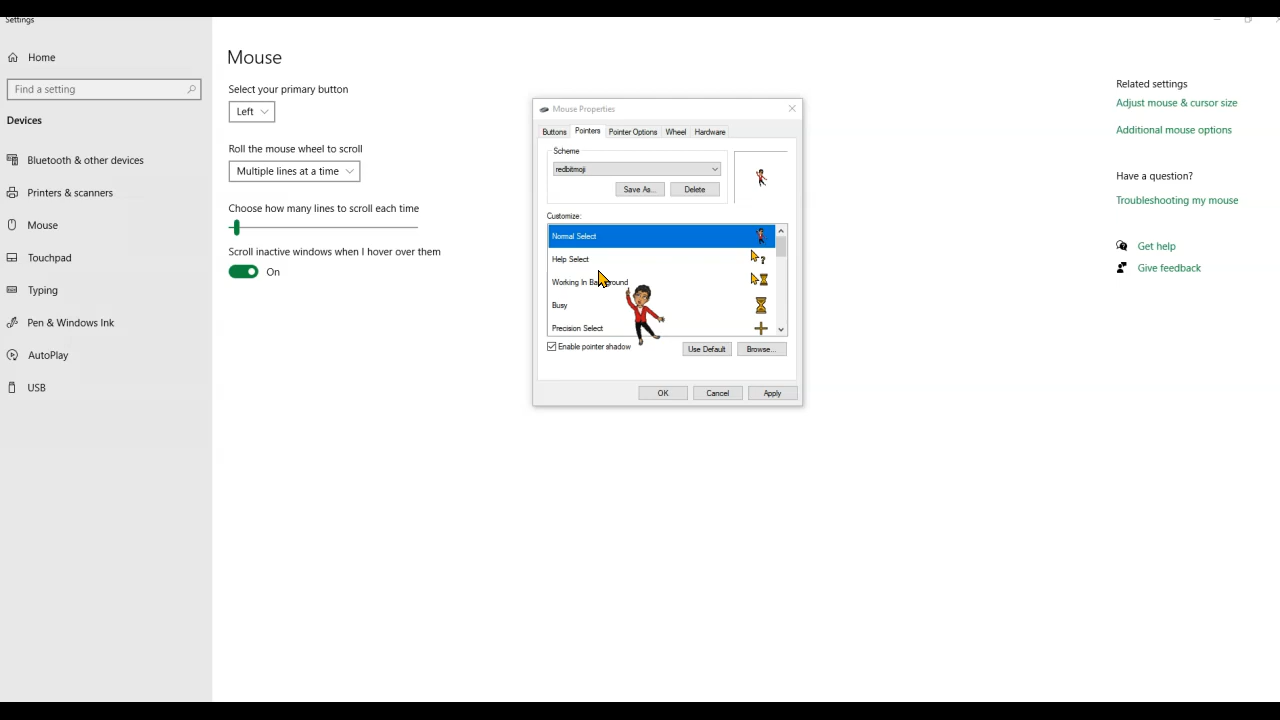 Settings
Home
Find a setting
Devices
Bluetooth & other devices
Printers & scanners
Mouse
Touchpad
Typing
Pen & Windows Ink
AutoPlay
USB
Mouse
Select your primary button
Left
Roll the mouse wheel to scroll
Multiple lines at a time
Choose how many lines to scroll each time
Scroll inactive windows when I hover over them
On
Mouse Properties
Buttons Pointers Pointer Options Wheel Hardware
Scheme
redbitmoji
Save As... Delete
Customize:
Normal Select
Help Select
Working In
Busy
Precision Select
Enable pointer shadow
Use Default Browse...
OK Cancel Apply
Related settings
Adjust mouse & cursor size
Additional mouse options
Have a question?
Troubleshooting my mouse
Get help
Give feedback